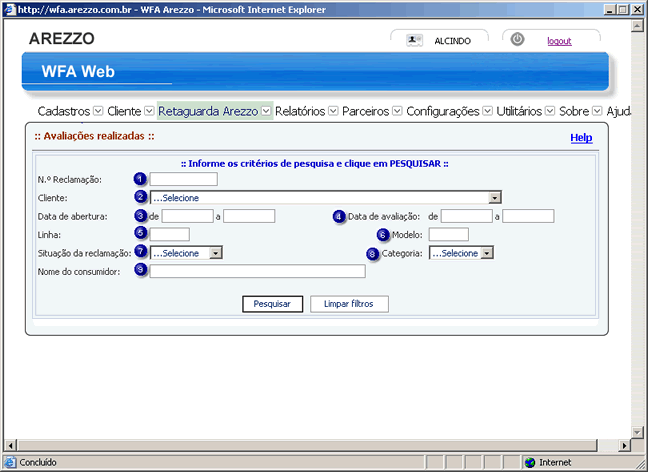 http://wfa.arezzo.com.br - WFA Arezzo - Microsoft Internet Explorer
AREZZO
ALCINDO
logout
WFA Web
Cadastros Cliente Retaguarda Arezzo Relatórios Parceiros Configurações Utilitários Sobre Ajud
:: Avaliações realizadas ::
Help
:: Informe os critérios de pesquisa e clique em PESQUISAR ::
N.º Reclamação: 1
Cliente: 2 ...Selecione
Data de abertura: 3 de a 4 Data de avaliação: de a
Linha: 5 6 Modelo:
Situação da reclamação: 7 ...Selecione 8 Categoria: ...Selecione
Nome do consumidor: 9
Pesquisar Limpar filtros
Concluído Internet